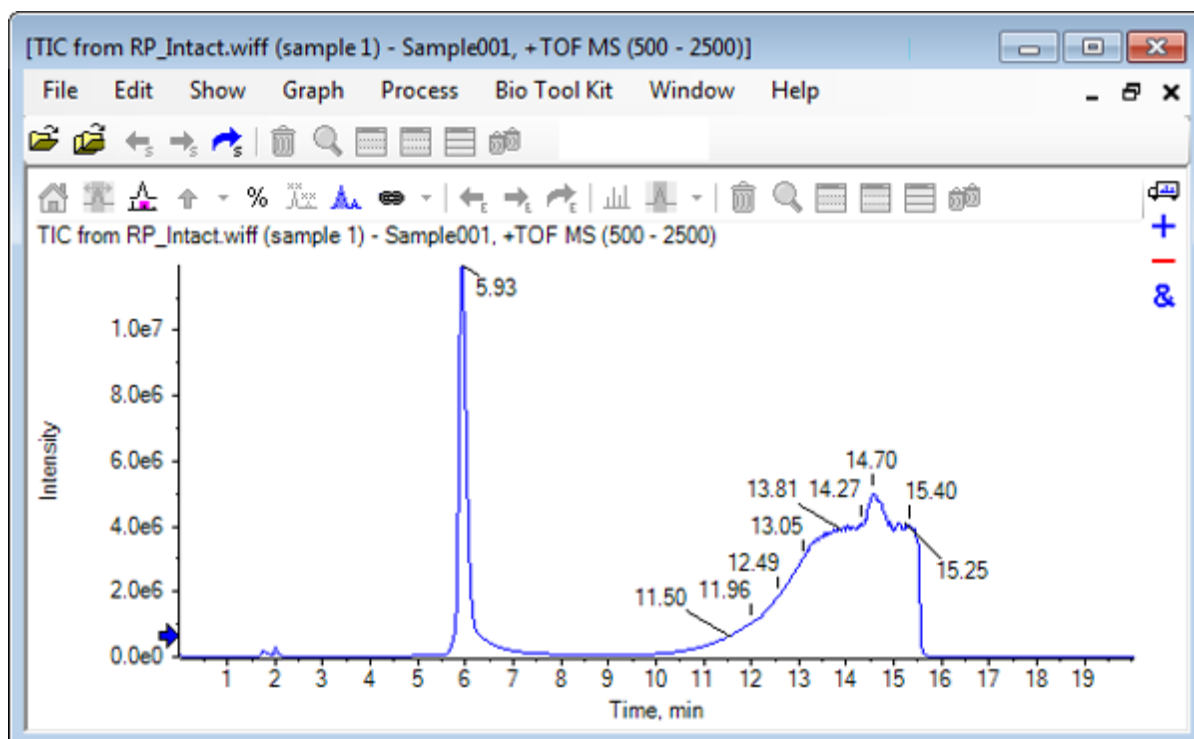 [TIC from RP_Intact.wiff (sample 1) - Sample001, +TOF MS (500 - 2500)]
File Edit Show Graph Process Bio Tool Kit Window Help
S S S
% E E E
TIC from RP_Intact.wiff (sample 1) - Sample001, +TOF MS (500 - 2500)
+
−
&
5.93
1.0e7
8.0e6
6.0e6
14.70
13.81 14.27 15.40
4.0e6
13.05
12.49
15.25
2.0e6
11.50 11.96
0.0e0
Intensity
1 2 3 4 5 6 7 8 9 10 11 12 13 14 15 16 17 18 19
Time, min